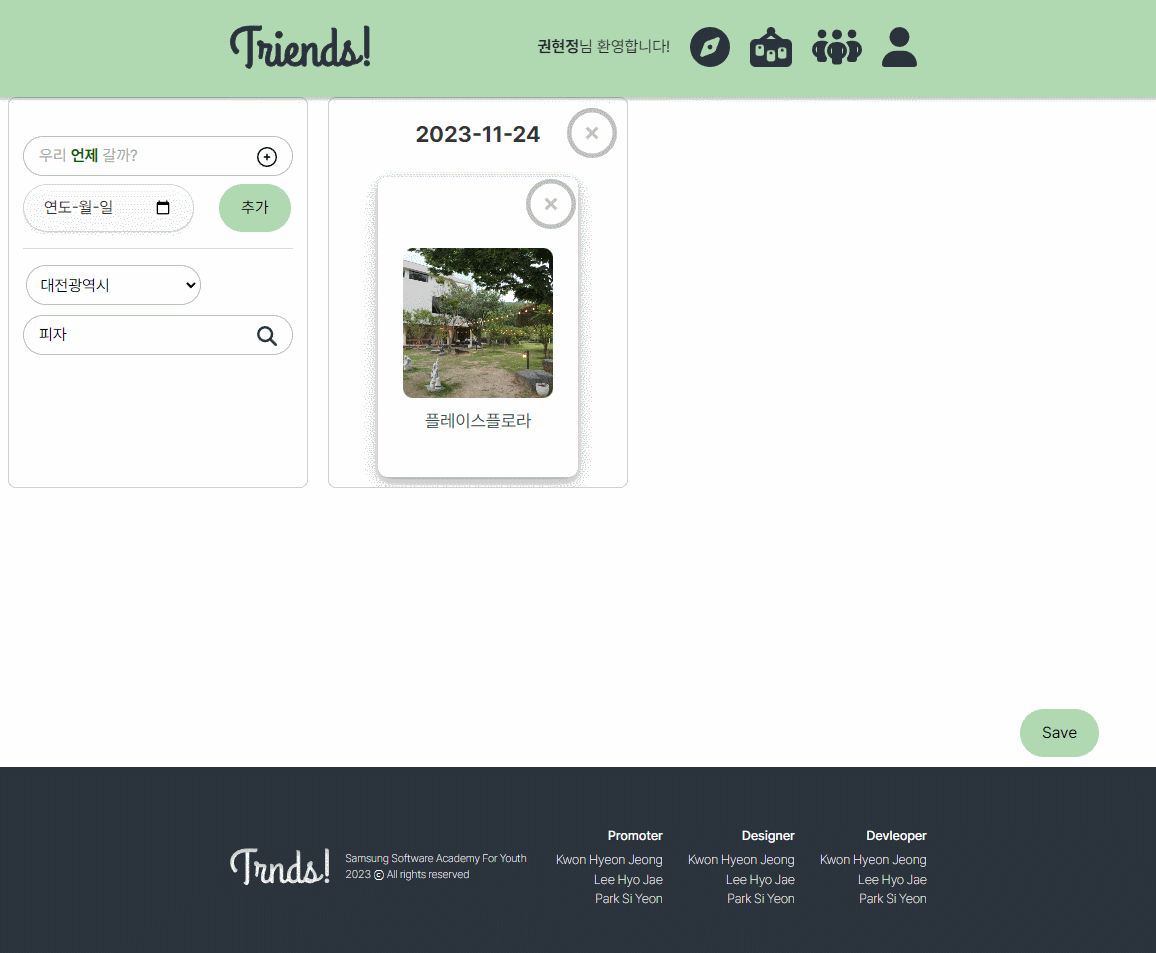 Triends!
권현정님 환영합니다!
우리 언제 갈까?
연도-월-일
추가
대전광역시
피자
2023-11-24
×
×
플레이스플로라
Save
Trnds!
Samsung Software Academy For Youth
2023 ⓒ All rights reserved
Promoter
Kwon Hyeon Jeong
Lee Hyo Jae
Park Si Yeon
Designer
Kwon Hyeon Jeong
Lee Hyo Jae
Park Si Yeon
Devleoper
Kwon Hyeon Jeong
Lee Hyo Jae
Park Si Yeon